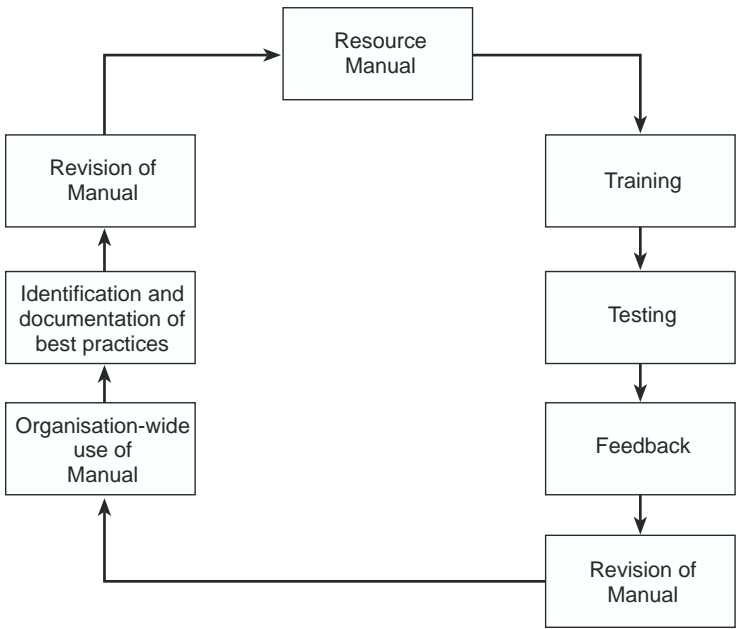 Resource
Manual
Training
Testing
Feedback
Revision of
Manual
Organisation-wide
use of
Manual
Identification and
documentation of
best practices
Revision of
Manual